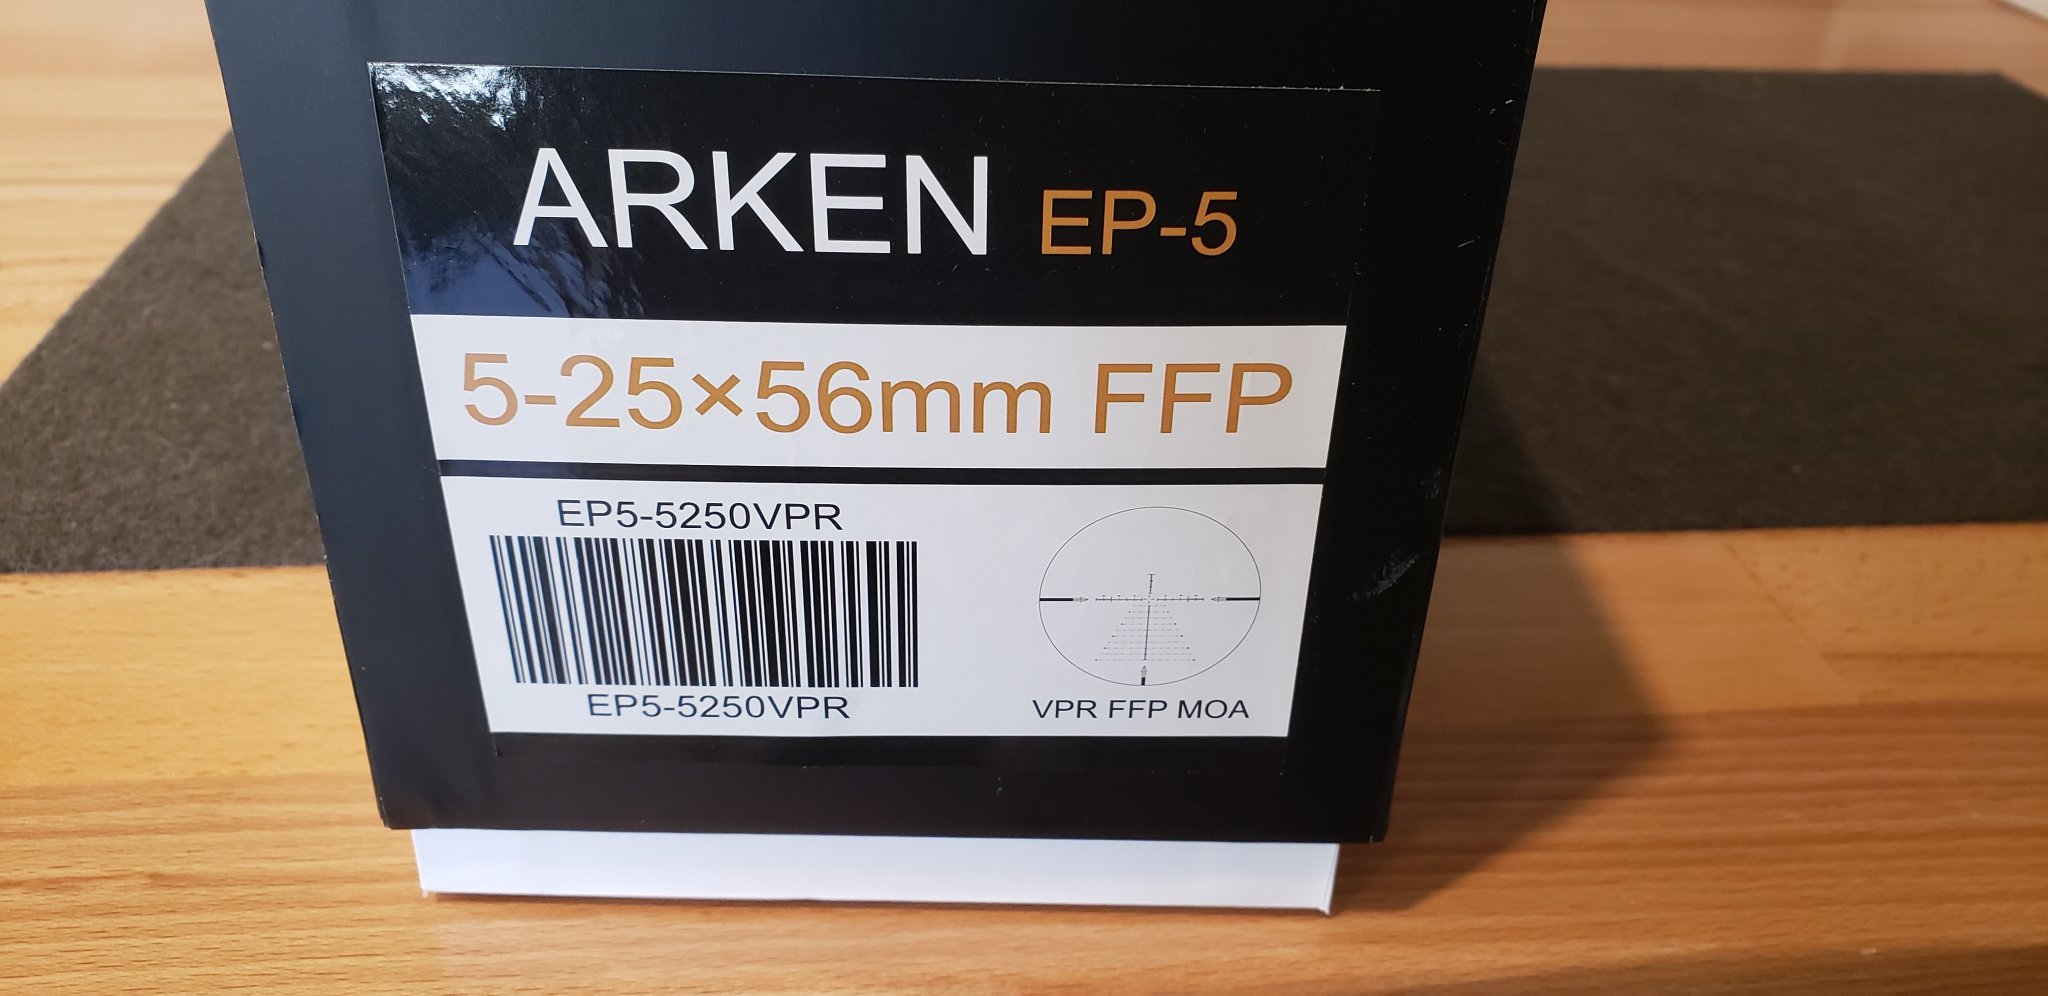 ARKEN EP-5
5-25×56mm FFP
EP5-5250VPR
EP5-5250VPR
VPR FFP MOA